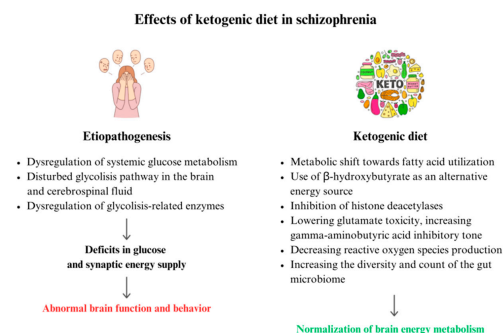 Effects of ketogenic diet in schizophrenia
KETO
Etiopathogenesis
• Dysregulation of systemic glucose metabolism
• Disturbed glicolisis pathway in the brain
and cerebrospinal fluid
• Dysregulation of glicolisis-related enzymes
Deficits in glucose
and synaptic energy supply
Abnormal brain function and behavior
Ketogenic diet
• Metabolic shift towards fatty acid utilization
• Use of β-hydroxybutyrate as an alternative
energy source
• Inhibition of histone deacetylases
• Lowering glutamate toxicity, increasing
gamma-aminobutyric acid inhibitory tone
• Decreasing reactive oxygen species production
• Increasing the diversity and count of the gut
microbiome
Normalization of brain energy metabolism